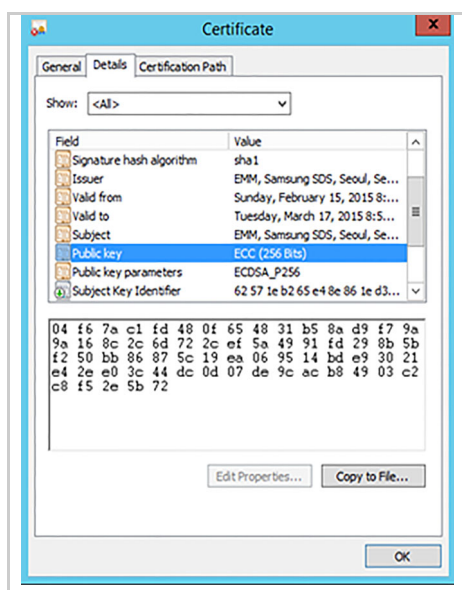 Certificate
General Details Certification Path
Show: <All>
Field Value
Signature hash algorithm sha1
Issuer EMM, Samsung SDS, Seoul, Se...
Valid from Sunday, February 15, 2015 8:...
Valid to Tuesday, March 17, 2015 8:5...
Subject EMM, Samsung SDS, Seoul, Se...
Public key ECC (256 Bits)
Public key parameters ECDSA_P256
Subject Key Identifier 62 57 1e b2 65 e4 8e 86 1e d3...
04 f6 7a c1 fd 48 0f 65 48 31 b5 8a d9 f7 9a
9a 16 8c 2c 6d 72 2c ef 5a 49 91 fd 29 8b 5b
f2 50 bb 86 87 5c 19 ea 06 95 14 bd e9 30 21
e4 2e e0 3c 44 dc 0d 07 de 9c ac b8 49 03 c2
c8 f5 2e 5b 72
Edit Properties... Copy to File...
OK